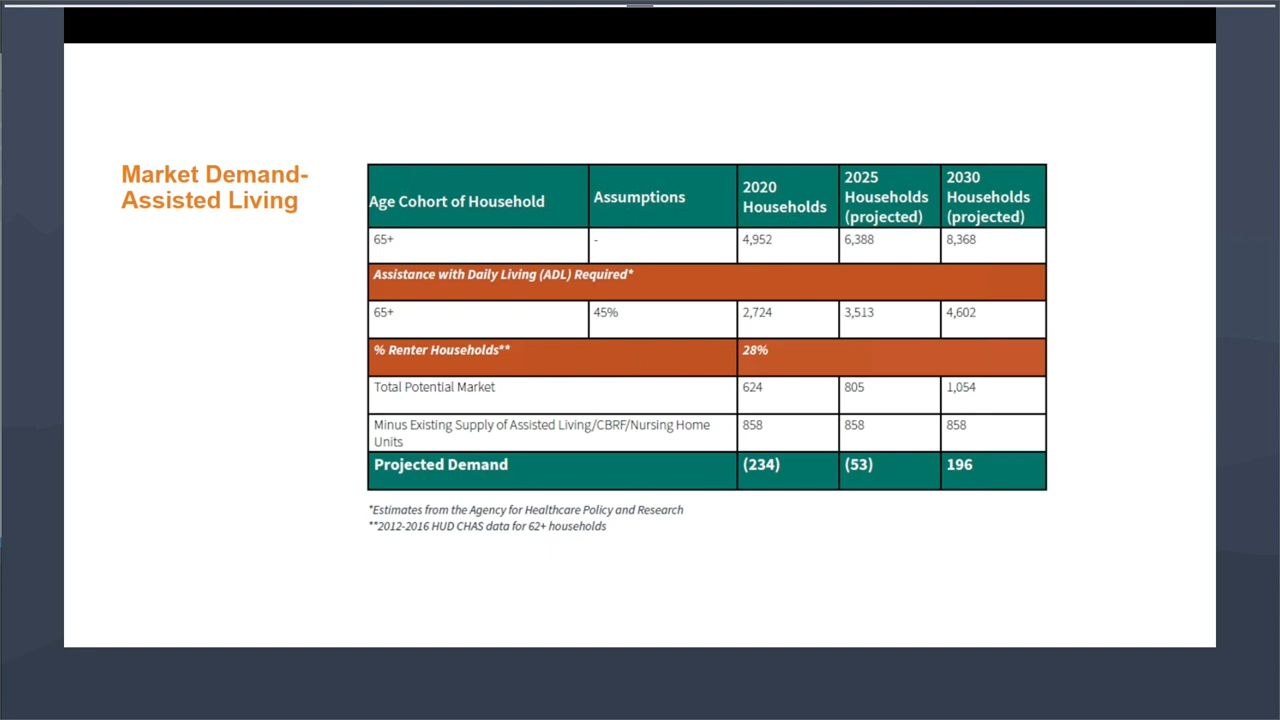 Market Demand-
Assisted Living
Age Cohort of Household Assumptions 2020 Households 2025 Households (projected) 2030 Households (projected)
65+ - 4,952 6,388 8,368
Assistance with Daily Living (ADL) Required*
65+ 45% 2,724 3,513 4,602
% Renter Households** 28%
Total Potential Market 624 805 1,054
Minus Existing Supply of Assisted Living/CBRF/Nursing Home Units 858 858 858
Projected Demand (234) (53) 196
*Estimates from the Agency for Healthcare Policy and Research
**2012-2016 HUD CHAS data for 62+ households